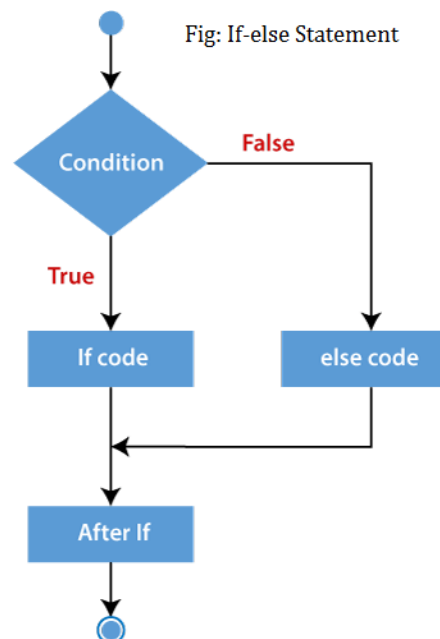 Fig: If-else Statement
Condition
False
True
If code
else code
After If